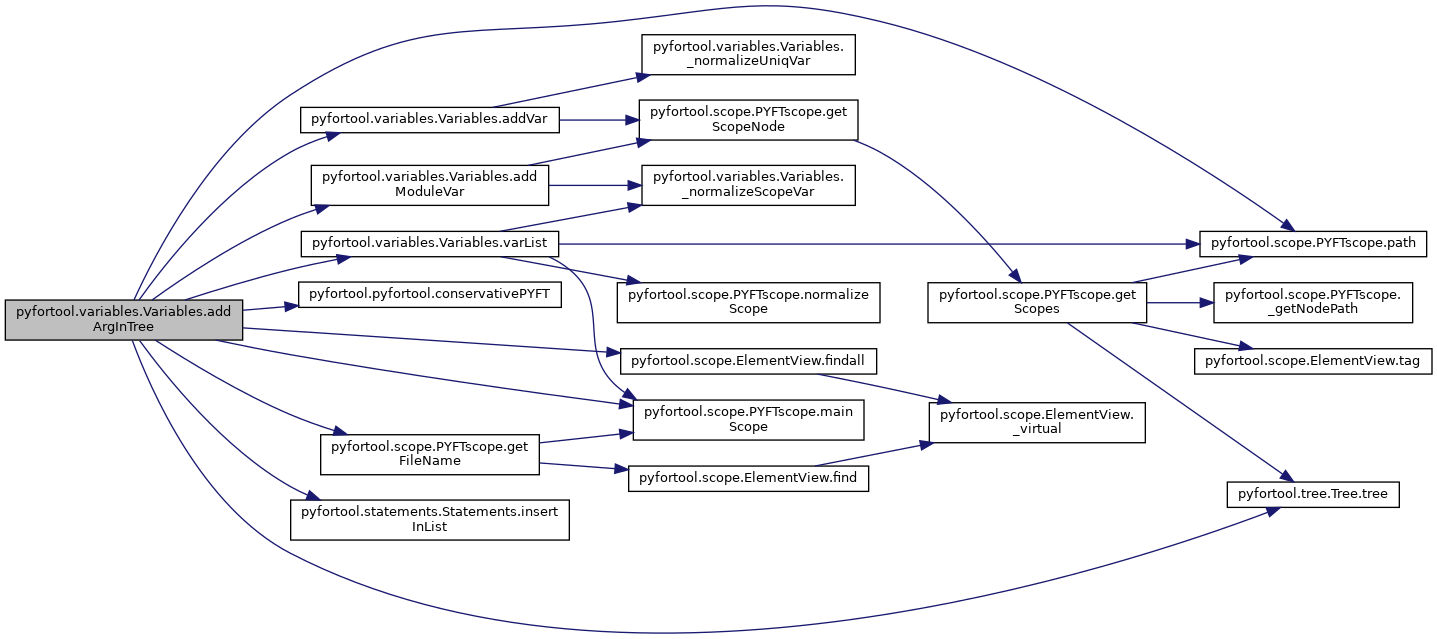 pyfortool.variables.Variables.add
ArgInTree
pyfortool.variables.Variables.addVar
pyfortool.variables.Variables.add
ModuleVar
pyfortool.variables.Variables.varList
pyfortool.pyfortool.conservativePYFT
pyfortool.scope.PYFTscope.get
FileName
pyfortool.statements.Statements.insert
InList
pyfortool.variables.Variables.
_normalizeUniqVar
pyfortool.scope.PYFTscope.get
ScopeNode
pyfortool.variables.Variables.
_normalizeScopeVar
pyfortool.scope.PYFTscope.normalize
Scope
pyfortool.scope.ElementView.findall
pyfortool.scope.PYFTscope.main
Scope
pyfortool.scope.ElementView.find
pyfortool.scope.PYFTscope.get
Scopes
pyfortool.scope.ElementView.
_virtual
pyfortool.scope.PYFTscope.path
pyfortool.scope.PYFTscope.
_getNodePath
pyfortool.scope.ElementView.tag
pyfortool.tree.Tree.tree